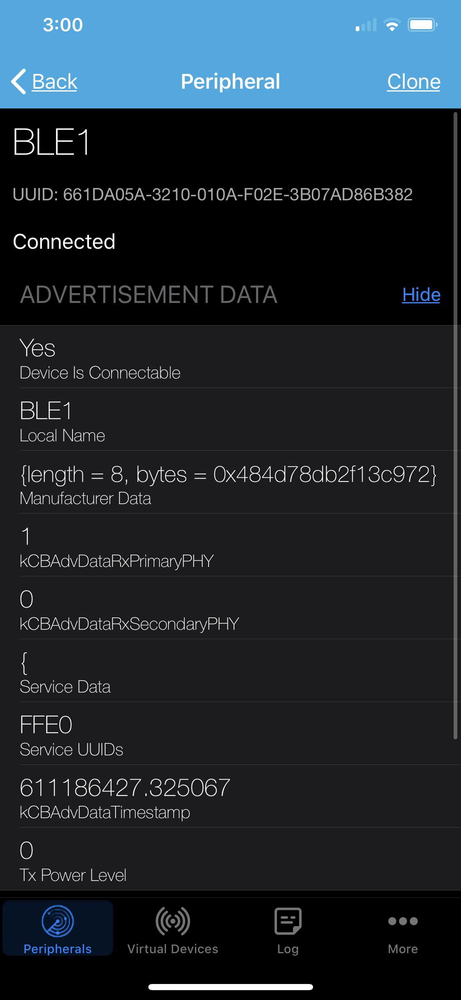 3:00
Back
Peripheral
Clone
BLE1
UUID: 661DA05A-3210-010A-F02E-3B07AD86B382
Connected
ADVERTISEMENT DATA
Hide
Yes
Device Is Connectable
BLE1
Local Name
{length = 8, bytes = 0x484d78db2f13c972}
Manufacturer Data
1
kCBAdvDataRxPrimaryPHY
0
kCBAdvDataRxSecondaryPHY
{
Service Data
FFE0
Service UUIDs
611186427.325067
kCBAdvDataTimestamp
0
Tx Power Level
Peripherals
Virtual Devices
Log
More